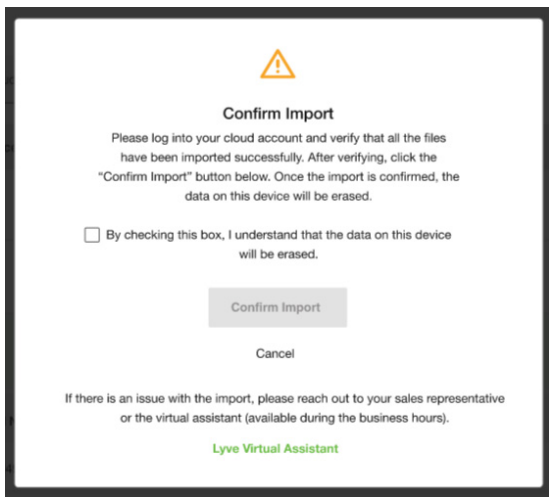 Confirm Import
Please log into your cloud account and verify that all the files
have been imported successfully. After verifying, click the
“Confirm Import” button below. Once the import is confirmed, the
data on this device will be erased.
By checking this box, I understand that the data on this device
will be erased.
Confirm Import
Cancel
If there is an issue with the import, please reach out to your sales representative
or the virtual assistant (available during the business hours).
Lyve Virtual Assistant